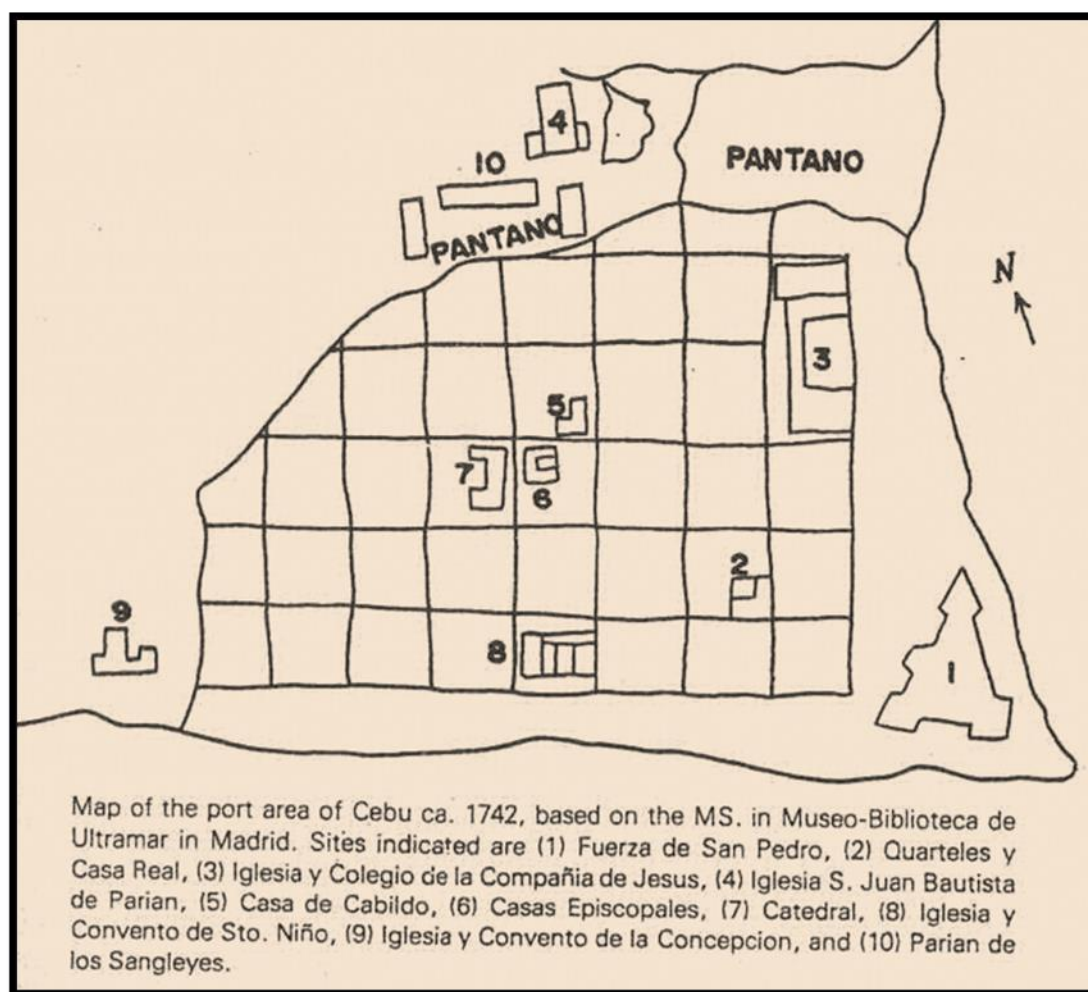 4
PANTANO
10
PANTANO
N
3
5
7
6
2
9
8
1
Map of the port area of Cebu ca. 1742, based on the MS. in Museo-Biblioteca de
Ultramar in Madrid. Sites indicated are (1) Fuerza de San Pedro, (2) Quarteles y
Casa Real, (3) Iglesia y Colegio de la Compañia de Jesus, (4) Iglesia S. Juan Bautista
de Parian, (5) Casa de Cabildo, (6) Casas Episcopales, (7) Catedral, (8) Iglesia y
Convento de Sto. Niño, (9) Iglesia y Convento de la Concepcion, and (10) Parian de
los Sangleyes.